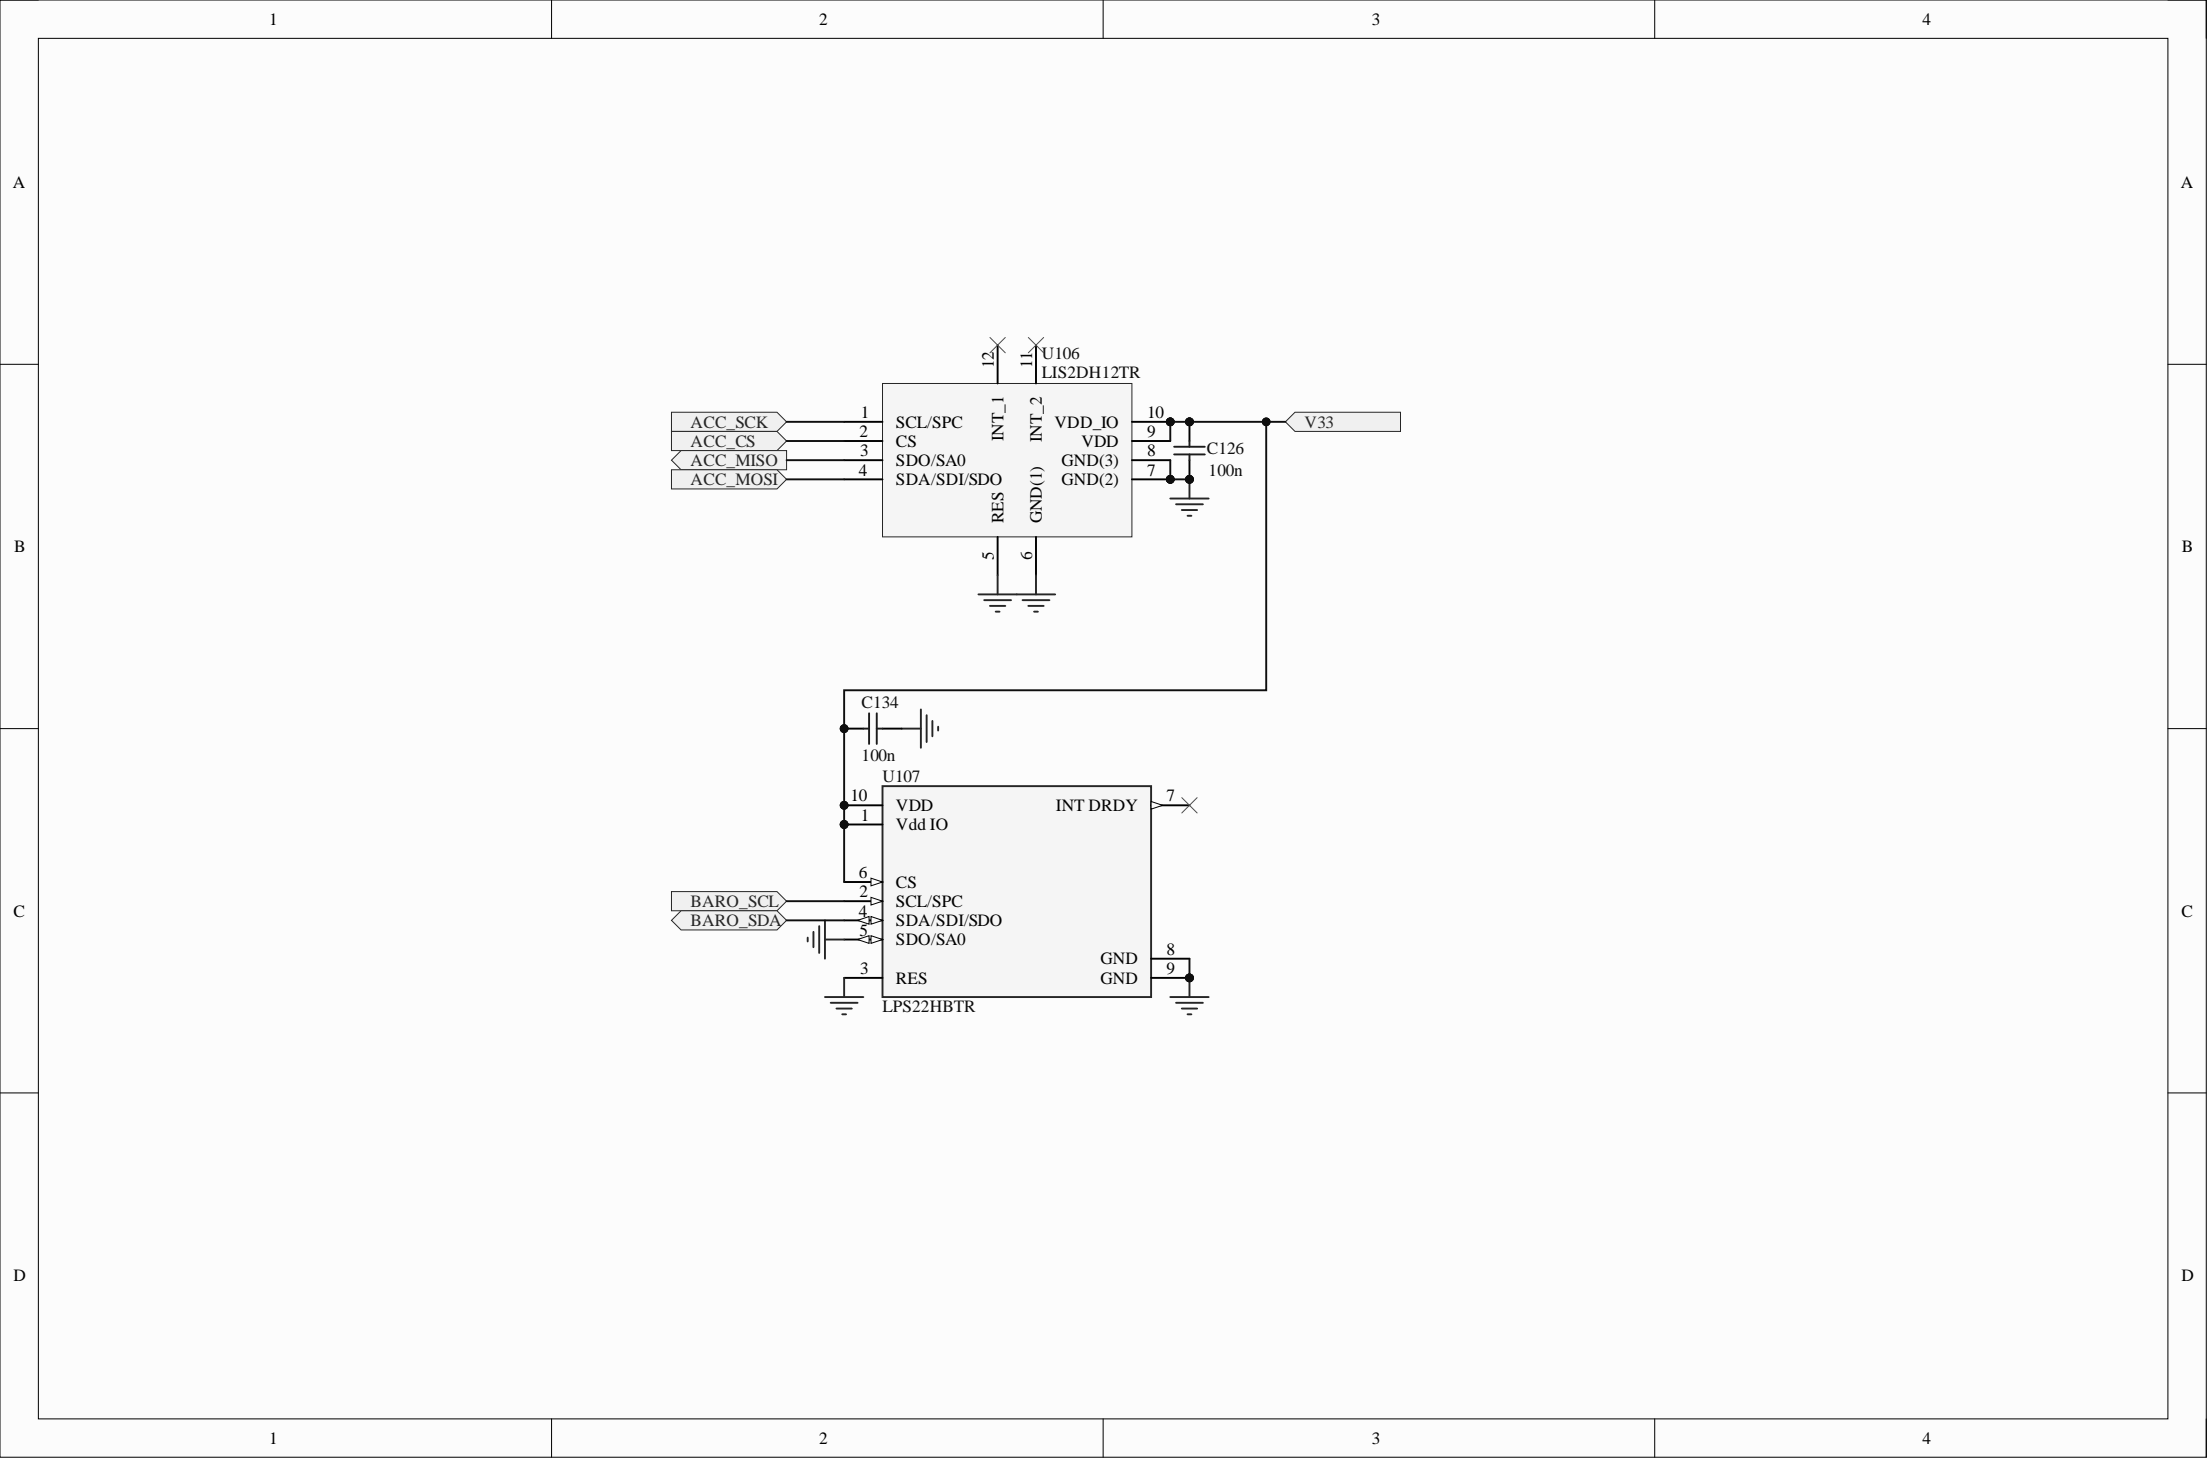 1 2 3 4
A A
12 11 U106
LIS2DH12TR
ACC_SCK 1 SCL/SPC INT_1 INT_2 VDD_IO 10 V33
ACC_CS 2 CS VDD 9
ACC_MISO 3 SDO/SA0 GND(3) 8 C126
ACC_MOSI 4 SDA/SDI/SDO GND(2) 7 100n
RES GND(1)
B 5 6 B
C134
100n
U107
10 VDD INT DRDY 7
1 Vdd IO
6 CS
BARO_SCL 2 SCL/SPC
C C
BARO_SDA 4 SDA/SDI/SDO
5 SDO/SA0
GND 8
3 RES GND 9
LPS22HBTR
D D
1 2 3 4